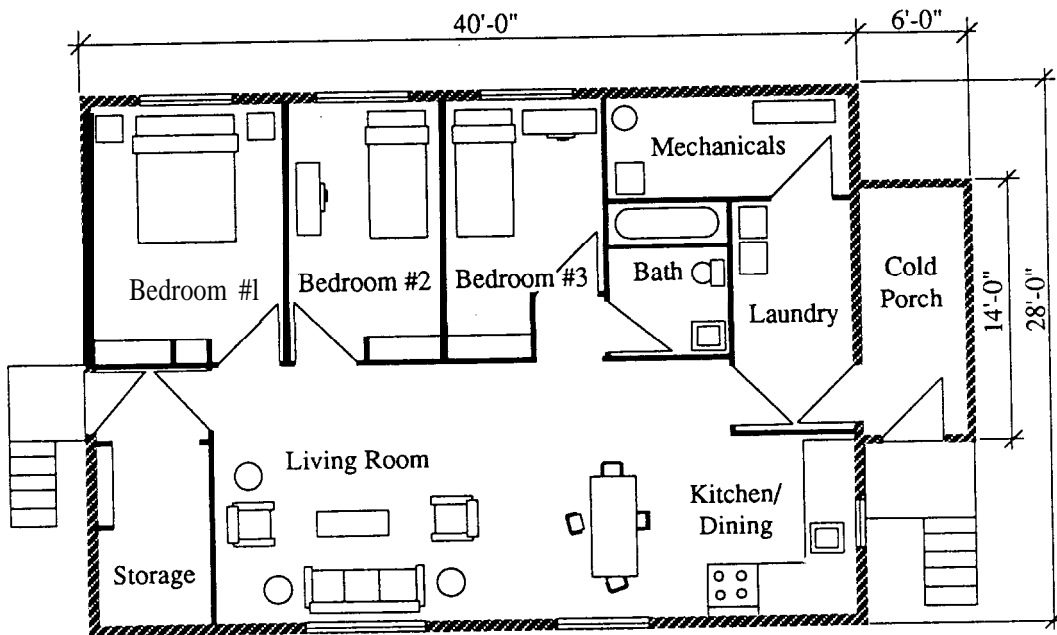 40'-0"
6'-0"
Mechanicals
Bedroom #1
Bedroom #2
Bedroom #3
Bath
Cold
Porch
Laundry
14'-0"
28'-0"
Living Room
Kitchen/
Dining
Storage